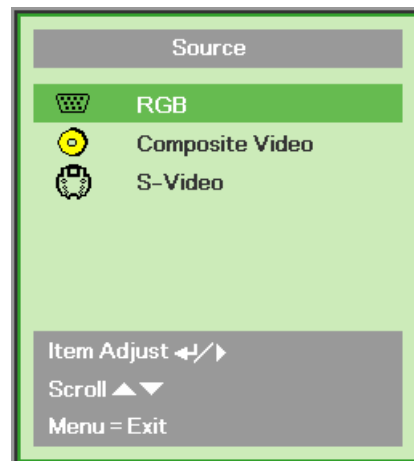 Source
RGB
Composite Video
S-Video
Item Adjust ↵/▶
Scroll ▲▼
Menu = Exit